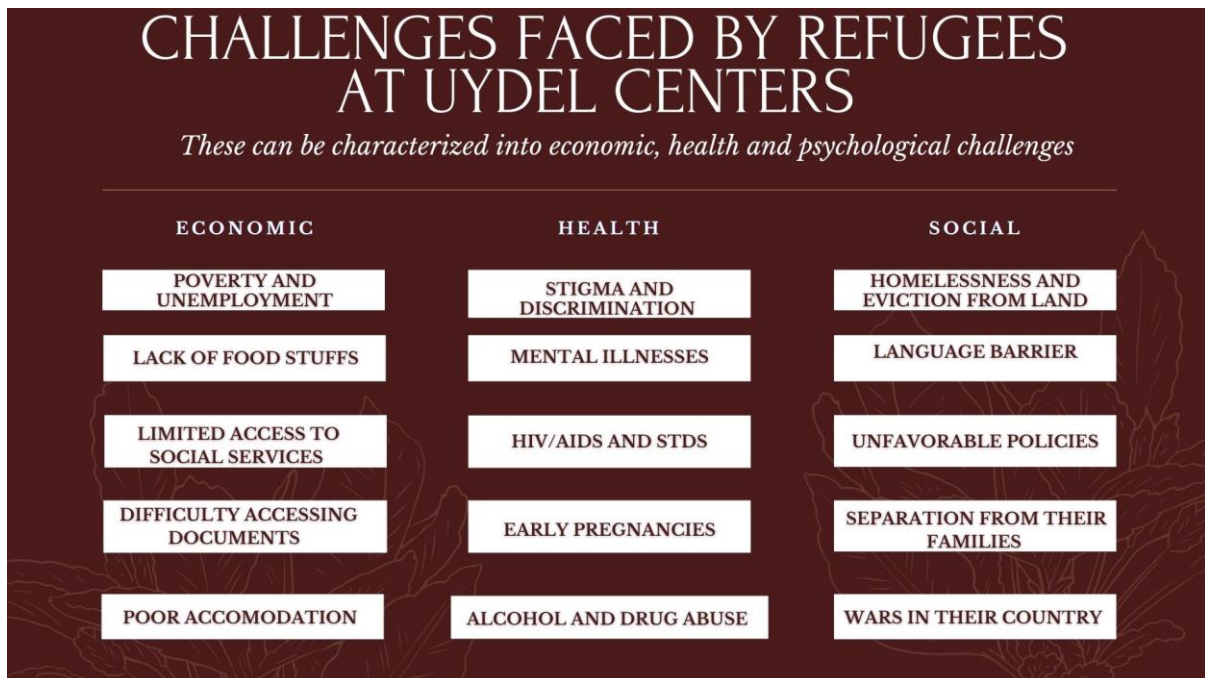 CHALLENGES FACED BY REFUGEES
AT UYDEL CENTERS
These can be characterized into economic, health and psychological challenges
ECONOMIC
POVERTY AND
UNEMPLOYMENT
LACK OF FOOD STUFFS
LIMITED ACCESS TO
SOCIAL SERVICES
DIFFICULTY ACCESSING
DOCUMENTS
POOR ACCOMODATION
HEALTH
STIGMA AND
DISCRIMINATION
MENTAL ILLNESSES
HIV/AIDS AND STDS
EARLY PREGNANCIES
ALCOHOL AND DRUG ABUSE
SOCIAL
HOMELESSNESS AND
EVICTION FROM LAND
LANGUAGE BARRIER
UNFAVORABLE POLICIES
SEPARATION FROM THEIR
FAMILIES
WARS IN THEIR COUNTRY